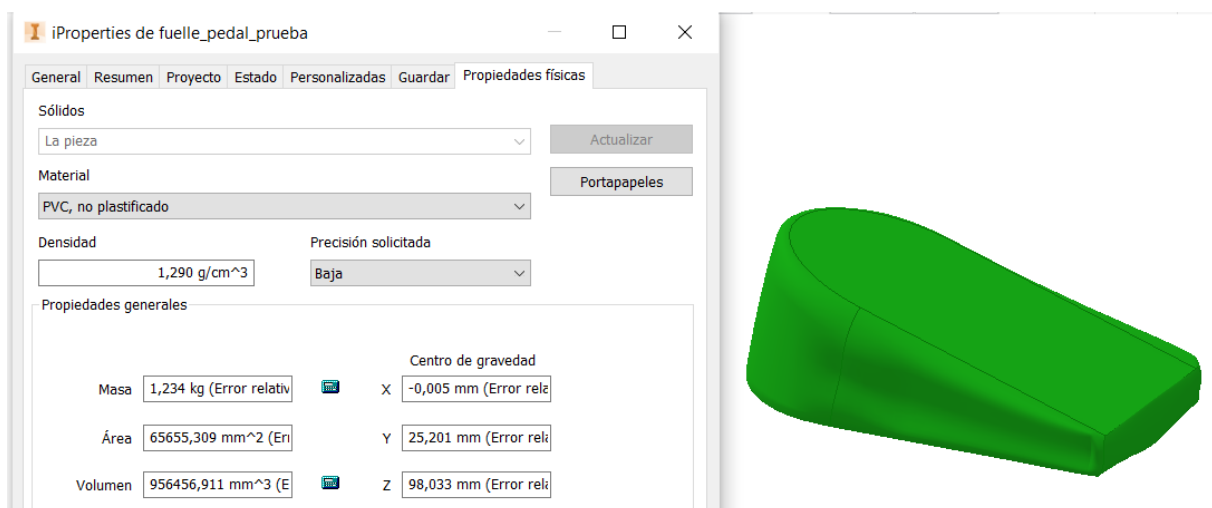 iProperties de fuelle_pedal_prueba
General Resumen Proyecto Estado Personalizadas Guardar Propiedades físicas
Sólidos
La pieza Actualizar
Material Portapapeles
PVC, no plastificado
Densidad Precisión solicitada
1,290 g/cm^3 Baja
Propiedades generales
Centro de gravedad
Masa 1,234 kg (Error relativ X -0,005 mm (Error rela
Área 65655,309 mm^2 (Err Y 25,201 mm (Error rela
Volumen 956456,911 mm^3 (E Z 98,033 mm (Error rela